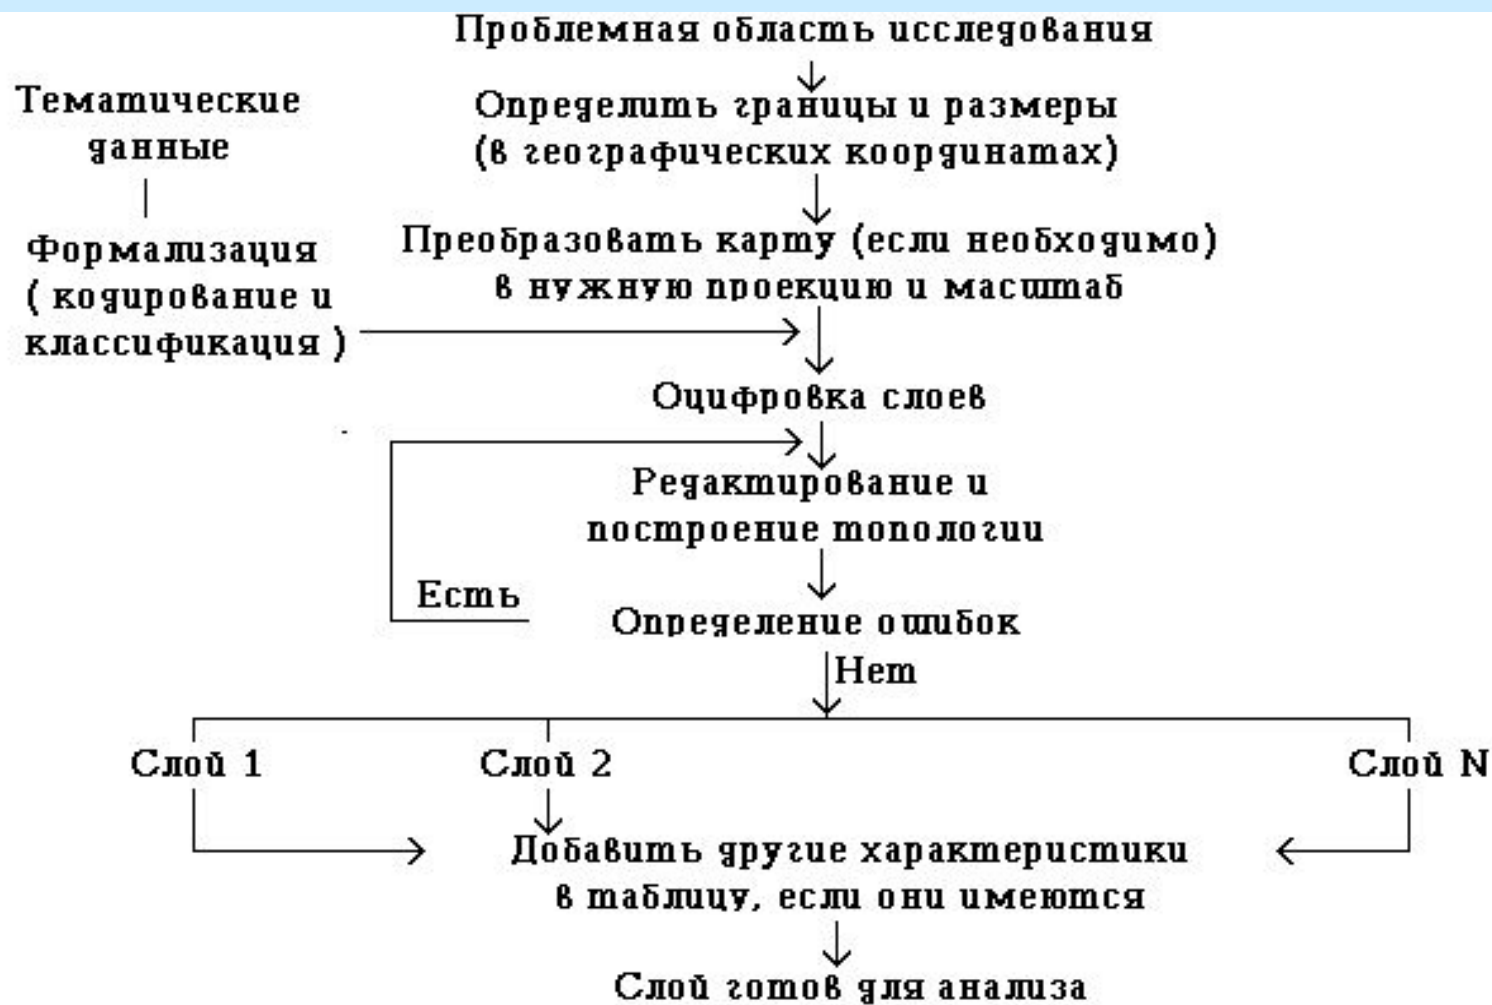 Проблемная область исследования
Определить границы и размеры
(в географических координатах)
Тематические
данные
Формализация
( кодирование и
классификация )
Преобразовать карту (если необходимо)
в нужную проекцию и масштаб
Оцифровка слоев
Редактирование и
построение топологии
Есть
Определение ошибок
Нет
Слой 1
Слой 2
Слой N
Добавить другие характеристики
в таблицу, если они имеются
Слой готов для анализа